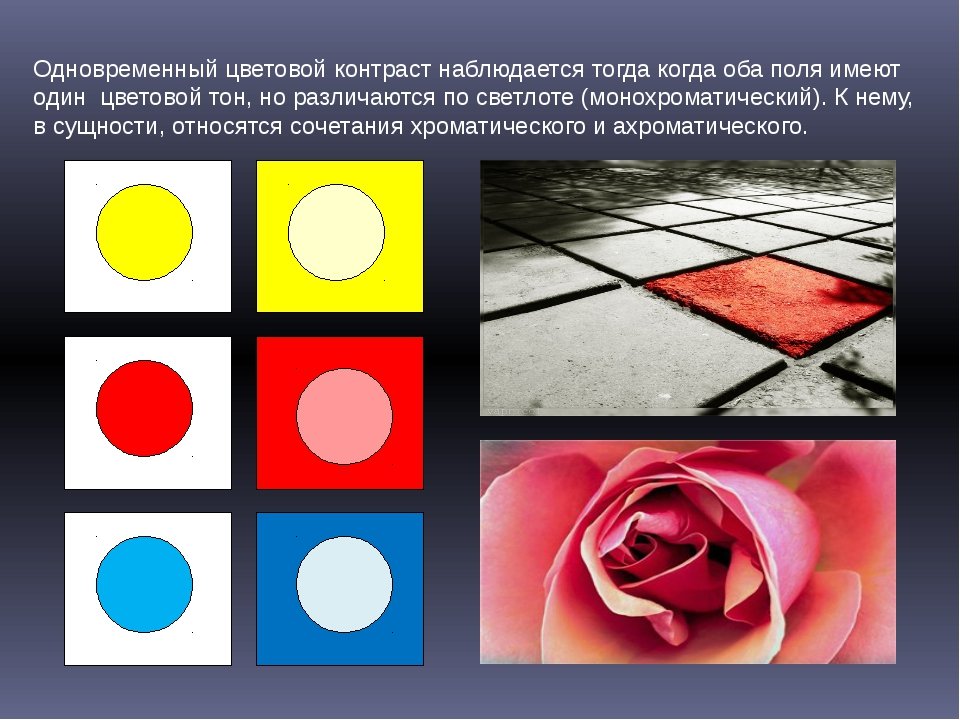 Одновременный цветовой контраст наблюдается тогда когда оба поля имеют
один цветовой тон, но различаются по светлоте (монохроматический). К нему,
в сущности, относятся сочетания хроматического и ахроматического.